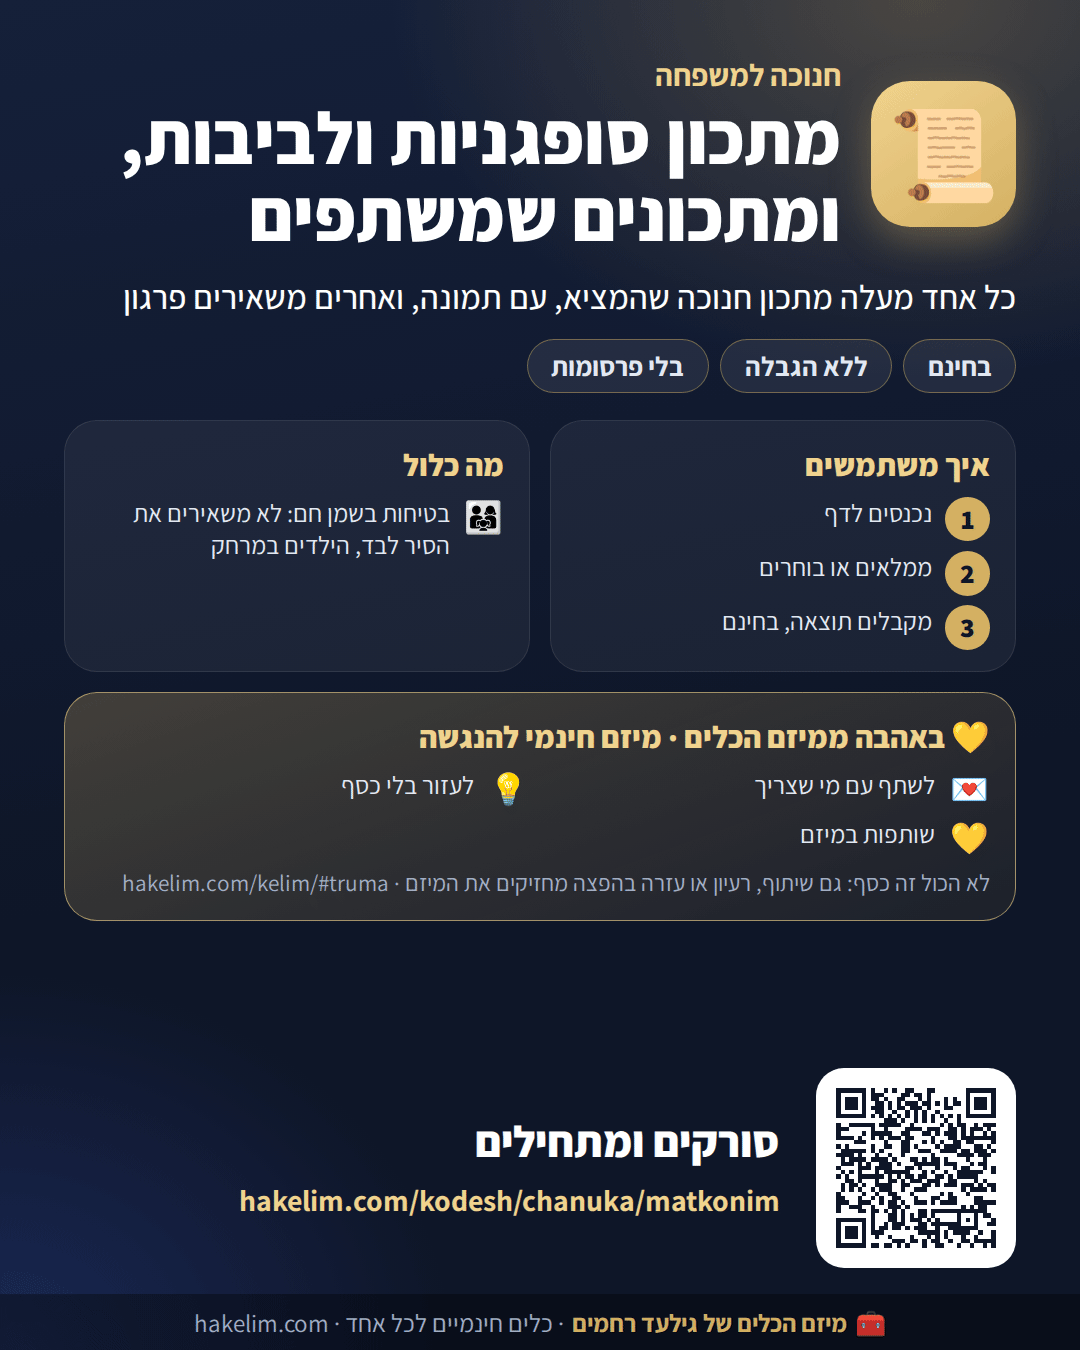 חנוכה למשפחה
מתכון סופגניות ולביבות,
ומתכונים שמשתפים
כל אחד מעלה מתכון חנוכה שהמציא, עם תמונה, ואחרים משאירים פרגון
בחינם
ללא הגבלה
בלי פרסומות
איך משתמשים
1 נכנסים לדף
2 ממלאים או בוחרים
3 מקבלים תוצאה, בחינם
מה כלול
בטיחות בשמן חם: לא משאירים את
הסיר לבד, הילדים במרחק
💛 באהבה ממיזם הכלים · מיזם חינמי להנגשה
💌 לשתף עם מי שצריך
💡 לעזור בלי כסף
💛 שותפות במיזם
לא הכול זה כסף: גם שיתוף, רעיון או עזרה בהפצה מחזיקים את המיזם · hakelim.com/kelim/#truma
סורקים ומתחילים
hakelim.com/kodesh/chanuka/matkonim
🧰 מיזם הכלים של גילעד רחמים · כלים חינמיים לכל אחד · hakelim.com